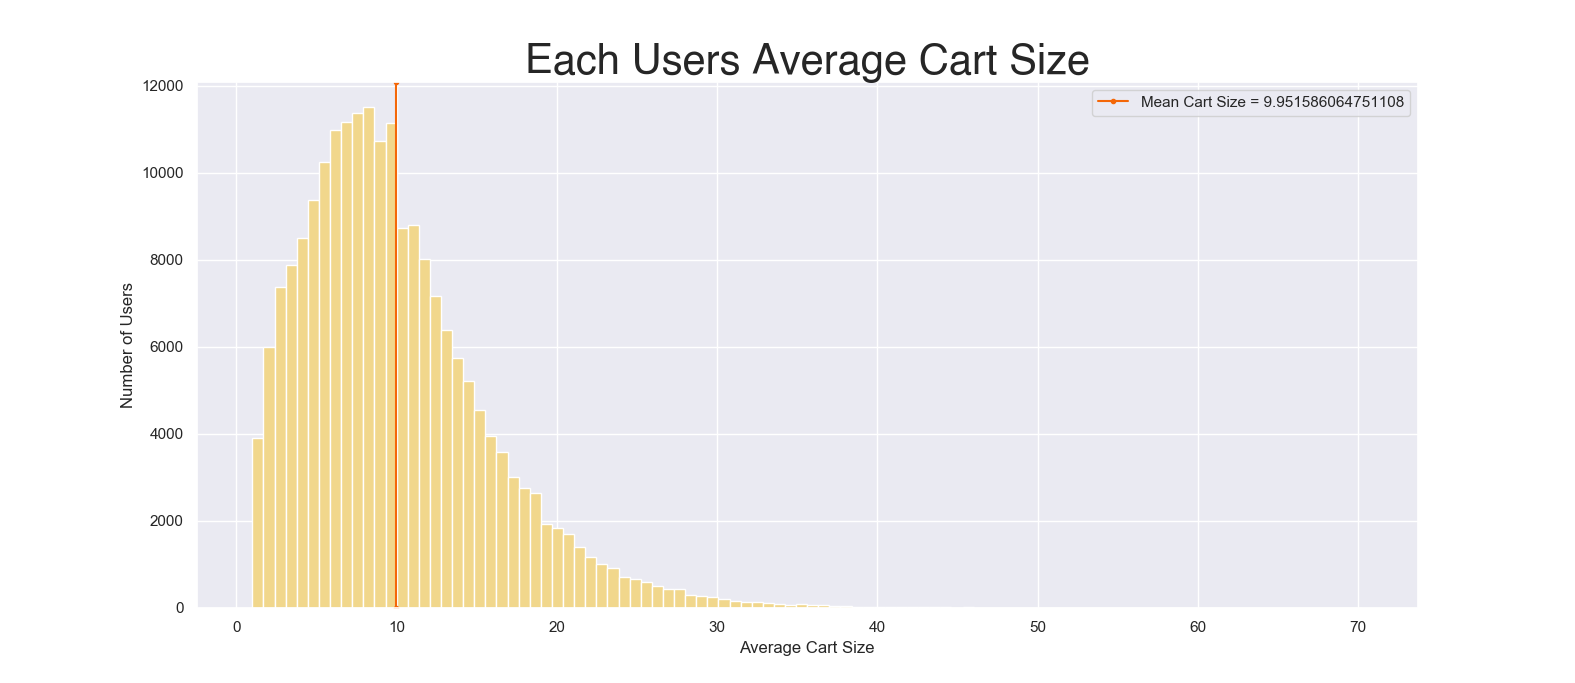 Each Users Average Cart Size
Mean Cart Size = 9.951586064751108
Number of Users
12000
10000
8000
6000
4000
2000
0
0 10 20 30 40 50 60 70
Average Cart Size